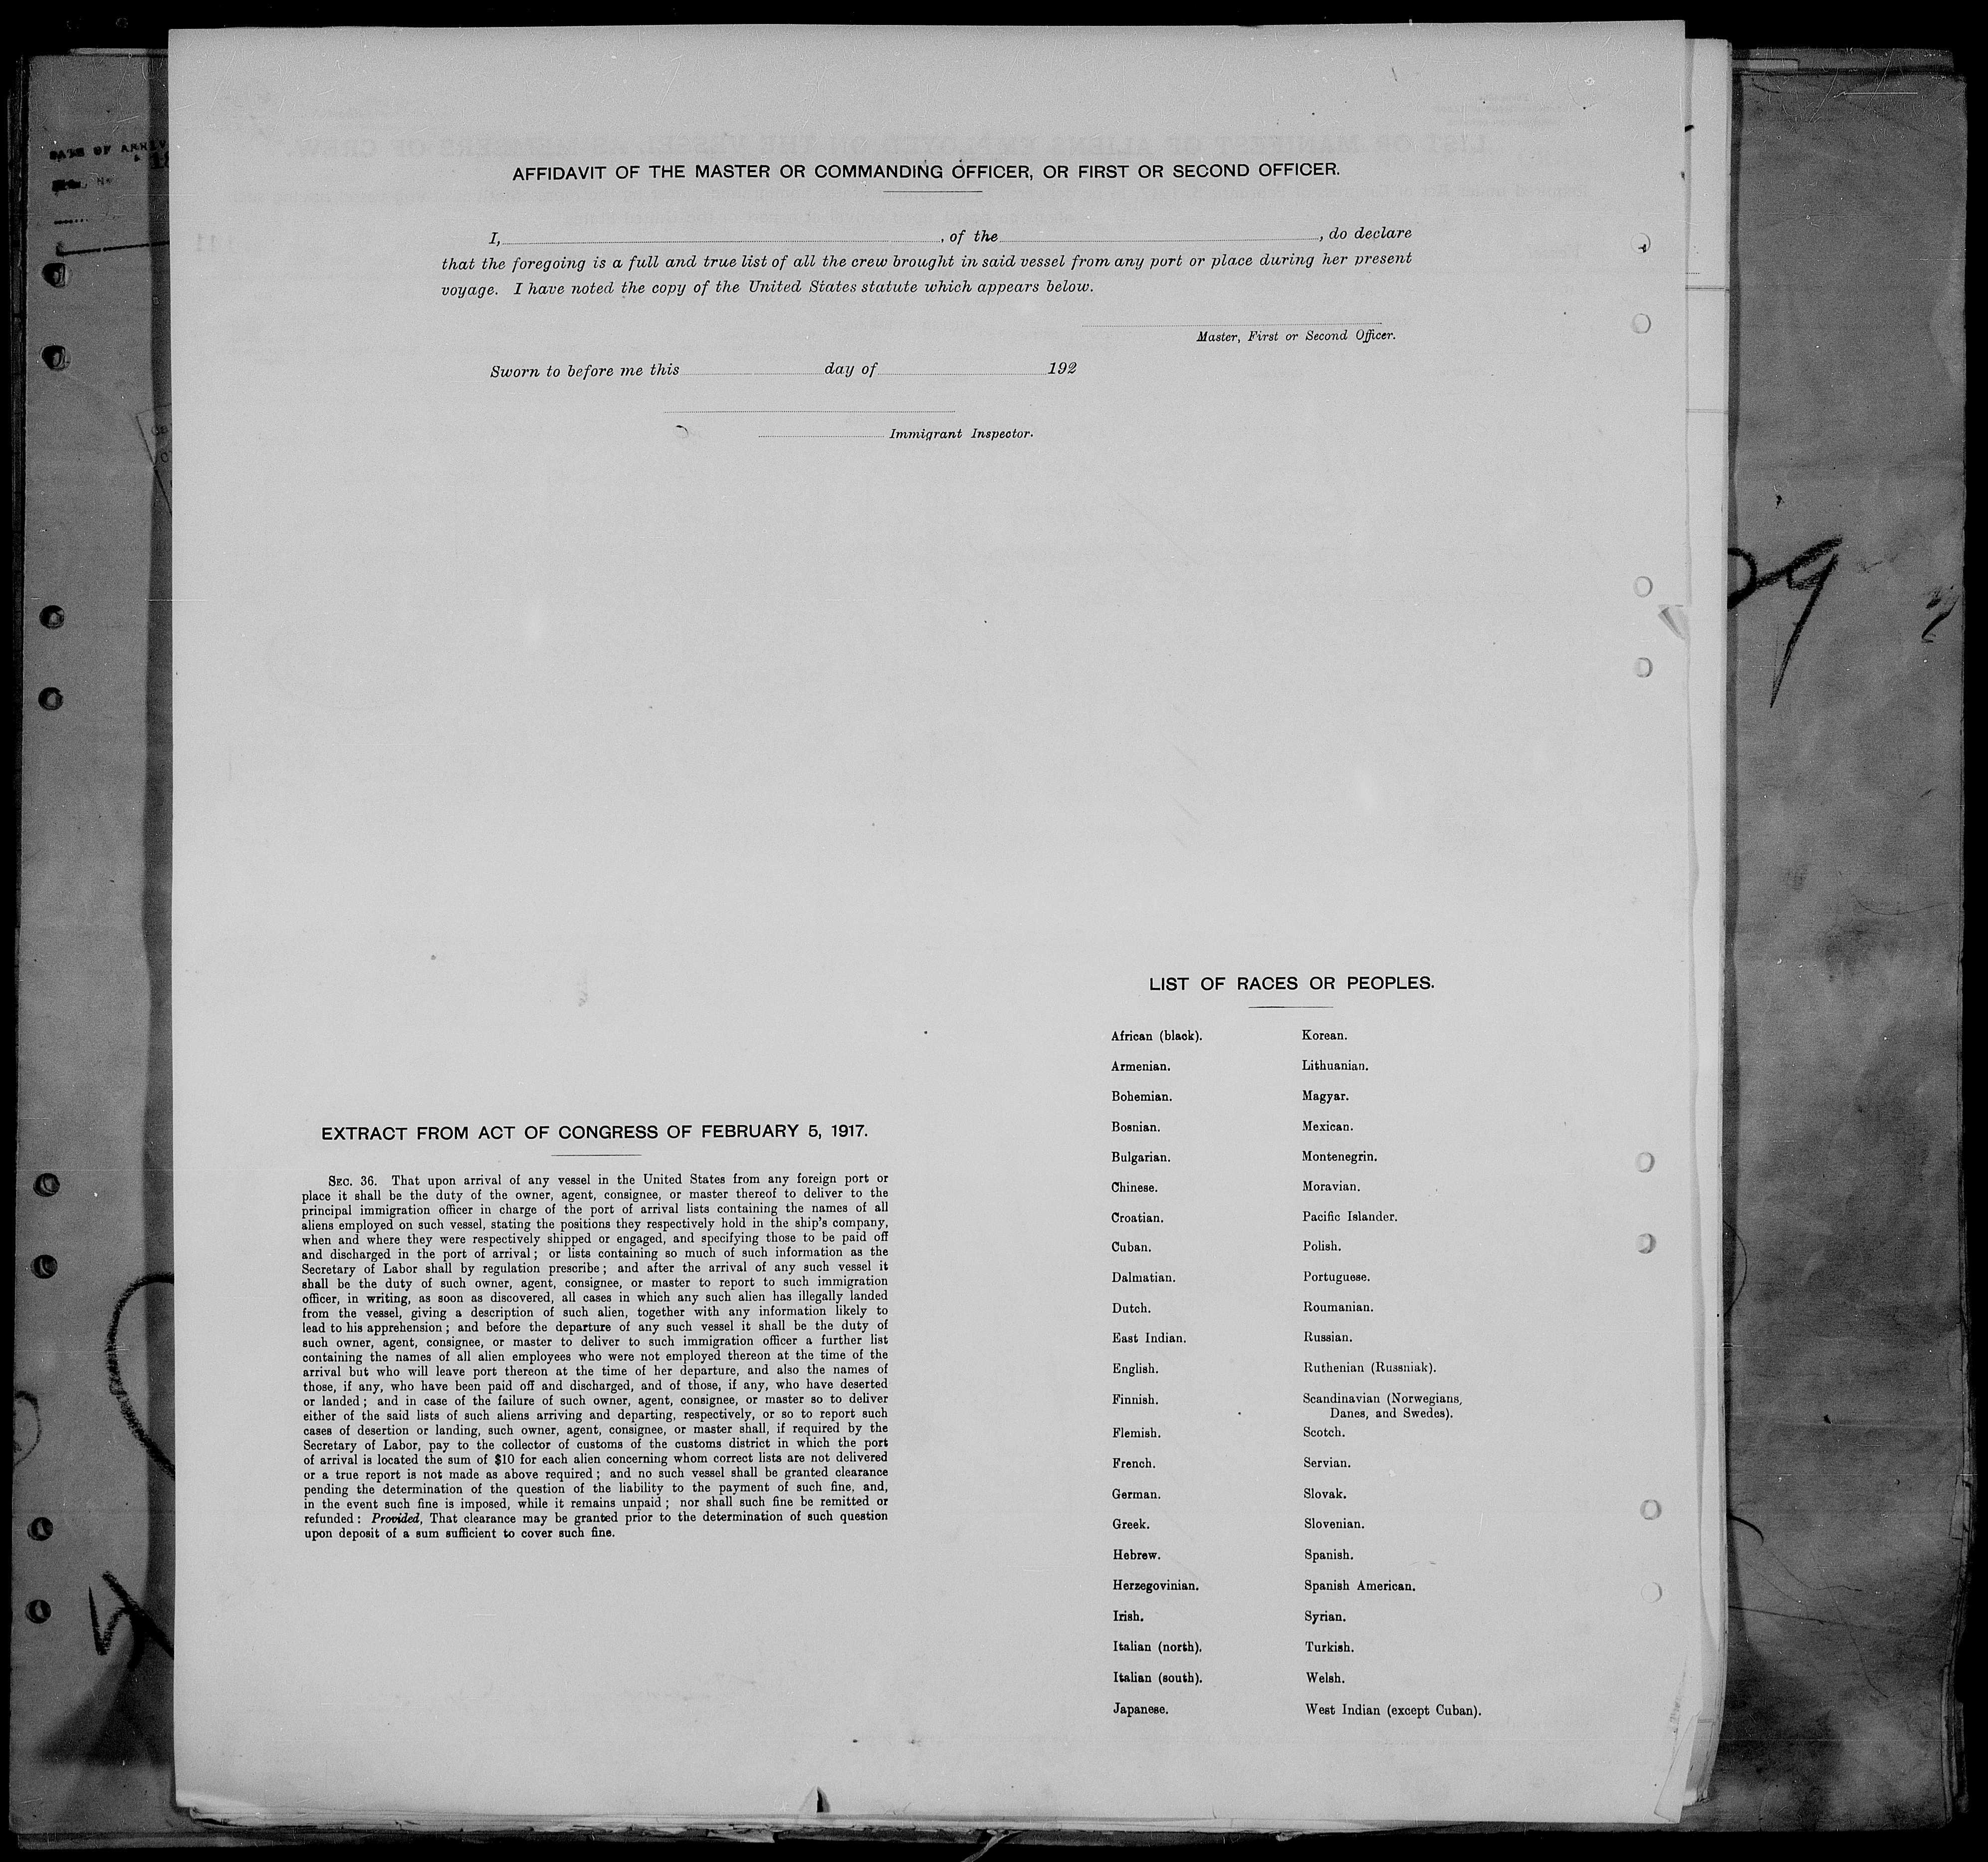 DATE OF ARRIV
AFFIDAVIT OF THE MASTER OR COMMANDING OFFICER, OR FIRST OR SECOND OFFICER.
I, , of the , do declare
that the foregoing is a full and true list of all the crew brought in said vessel from any port or place during her present
voyage. I have noted the copy of the United States statute which appears below.
Master, First or Second Officer.
Sworn to before me this day of 192
Immigrant Inspector.
EXTRACT FROM ACT OF CONGRESS OF FEBRUARY 5, 1917.
SEC. 36. That upon arrival of any vessel in the United States from any foreign port or
place it shall be the duty of the owner, agent, consignee, or master thereof to deliver to the
principal immigration officer in charge of the port of arrival lists containing the names of all
aliens employed on such vessel, stating the positions they respectively hold in the ship's company,
when and where they were respectively shipped or engaged, and specifying those to be paid off
and discharged in the port of arrival; or lists containing so much of such information as the
Secretary of Labor shall by regulation prescribe; and after the arrival of any such vessel it
shall be the duty of such owner, agent, consignee, or master to report to such immigration
officer, in writing, as soon as discovered, all cases in which any such alien has illegally landed
from the vessel, giving a description of such alien, together with any information likely to
lead to his apprehension; and before the departure of any such vessel it shall be the duty of
such owner, agent, consignee, or master to deliver to such immigration officer a further list
containing the names of all alien employees who were not employed thereon at the time of the
arrival but who will leave port thereon at the time of her departure, and also the names of
those, if any, who have been paid off and discharged, and of those, if any, who have deserted
or landed; and in case of the failure of such owner, agent, consignee, or master so to deliver
either of the said lists of such aliens arriving and departing, respectively, or so to report such
cases of desertion or landing, such owner, agent, consignee, or master shall, if required by the
Secretary of Labor, pay to the collector of customs of the customs district in which the port
of arrival is located the sum of $10 for each alien concerning whom correct lists are not delivered
or a true report is not made as above required; and no such vessel shall be granted clearance
pending the determination of the question of the liability to the payment of such fine, and,
in the event such fine is imposed, while it remains unpaid; nor shall such fine be remitted or
refunded: Provided, That clearance may be granted prior to the determination of such question
upon deposit of a sum sufficient to cover such fine.
LIST OF RACES OR PEOPLES.
African (black).
Armenian.
Bohemian.
Bosnian.
Bulgarian.
Chinese.
Croatian.
Cuban.
Dalmatian.
Dutch.
East Indian.
English.
Finnish.
Flemish.
French.
German.
Greek.
Hebrew.
Herzegovinian.
Irish.
Italian (north).
Italian (south).
Japanese.
Korean.
Lithuanian.
Magyar.
Mexican.
Montenegrin.
Moravian.
Pacific Islander.
Polish.
Portuguese.
Roumanian.
Russian.
Ruthenian (Russniak).
Scandinavian (Norwegians,
Danes, and Swedes).
Scotch.
Servian.
Slovak.
Slovenian.
Spanish.
Spanish American.
Syrian.
Turkish.
Welsh.
West Indian (except Cuban).